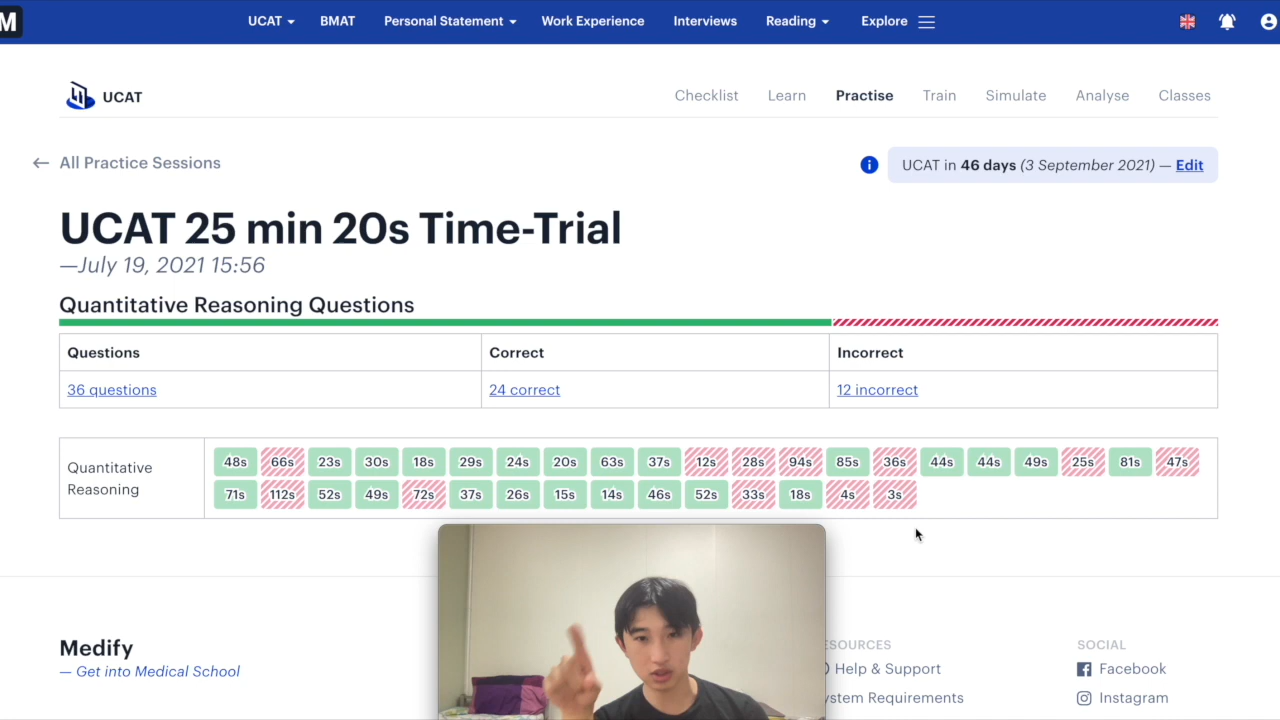 M
UCAT BMAT Personal Statement Work Experience Interviews Reading Explore
UCAT
Checklist Learn Practise Train Simulate Analyse Classes
← All Practice Sessions
UCAT in 46 days (3 September 2021) — Edit
UCAT 25 min 20s Time-Trial
—July 19, 2021 15:56
Quantitative Reasoning Questions
Questions Correct Incorrect
36 questions 24 correct 12 incorrect
Quantitative
Reasoning
48s 66s 23s 30s 18s 29s 24s 20s 63s 37s 12s 28s 94s 85s 36s 44s 44s 49s 25s 81s 47s
71s 112s 52s 49s 72s 37s 26s 15s 14s 46s 52s 33s 18s 4s 3s
Medify
— Get into Medical School
ESOURCES
Help & Support
ystem Requirements
SOCIAL
Facebook
Instagram